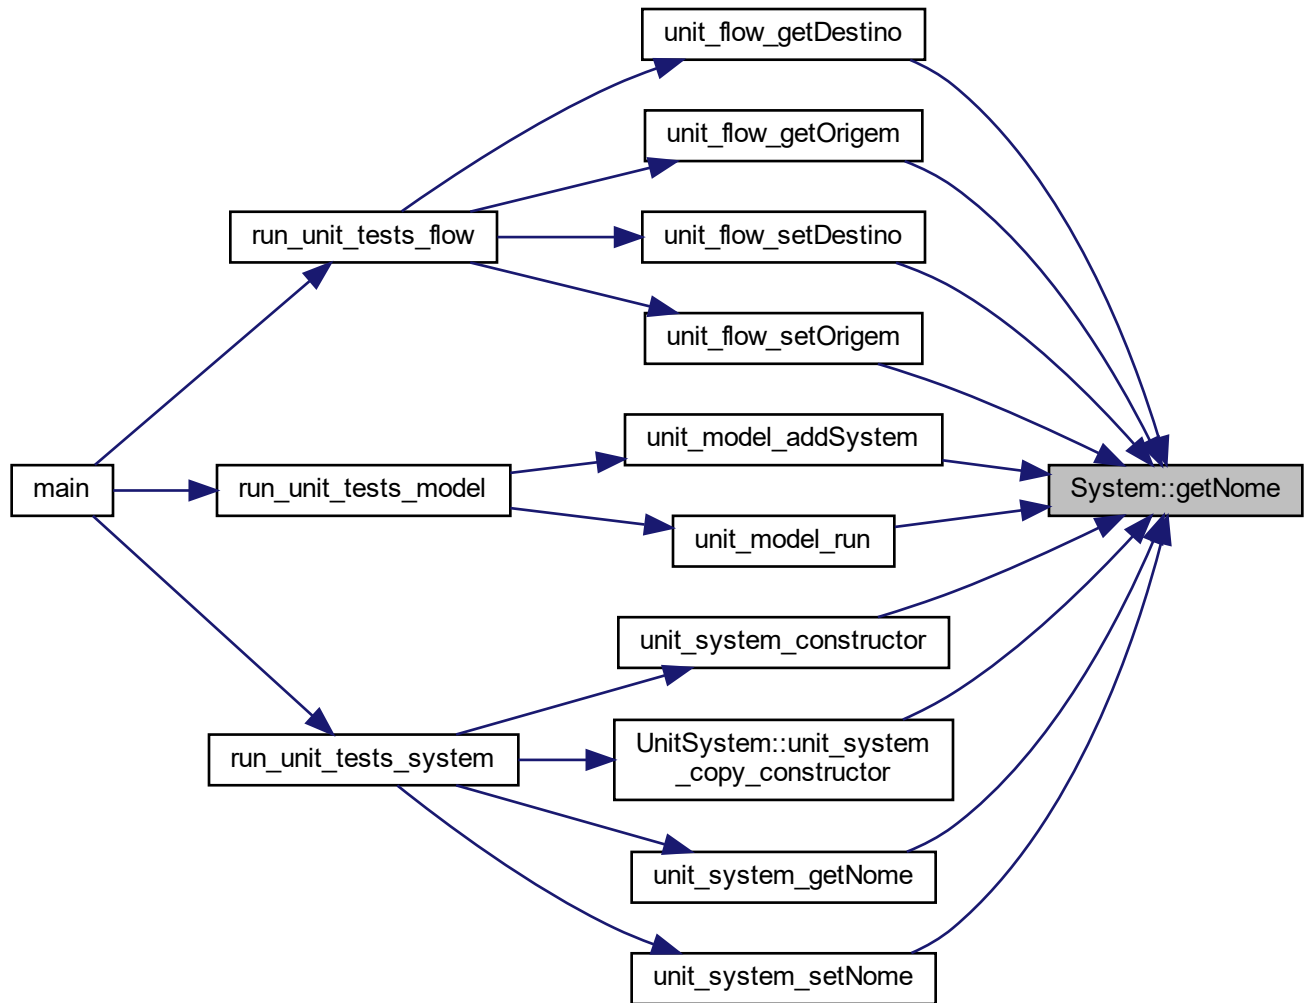 unit_flow_getDestino
unit_flow_getOrigem
run_unit_tests_flow
unit_flow_setDestino
unit_flow_setOrigem
unit_model_addSystem
main
run_unit_tests_model
System::getNome
unit_model_run
unit_system_constructor
run_unit_tests_system
UnitSystem::unit_system
_copy_constructor
unit_system_getNome
unit_system_setNome